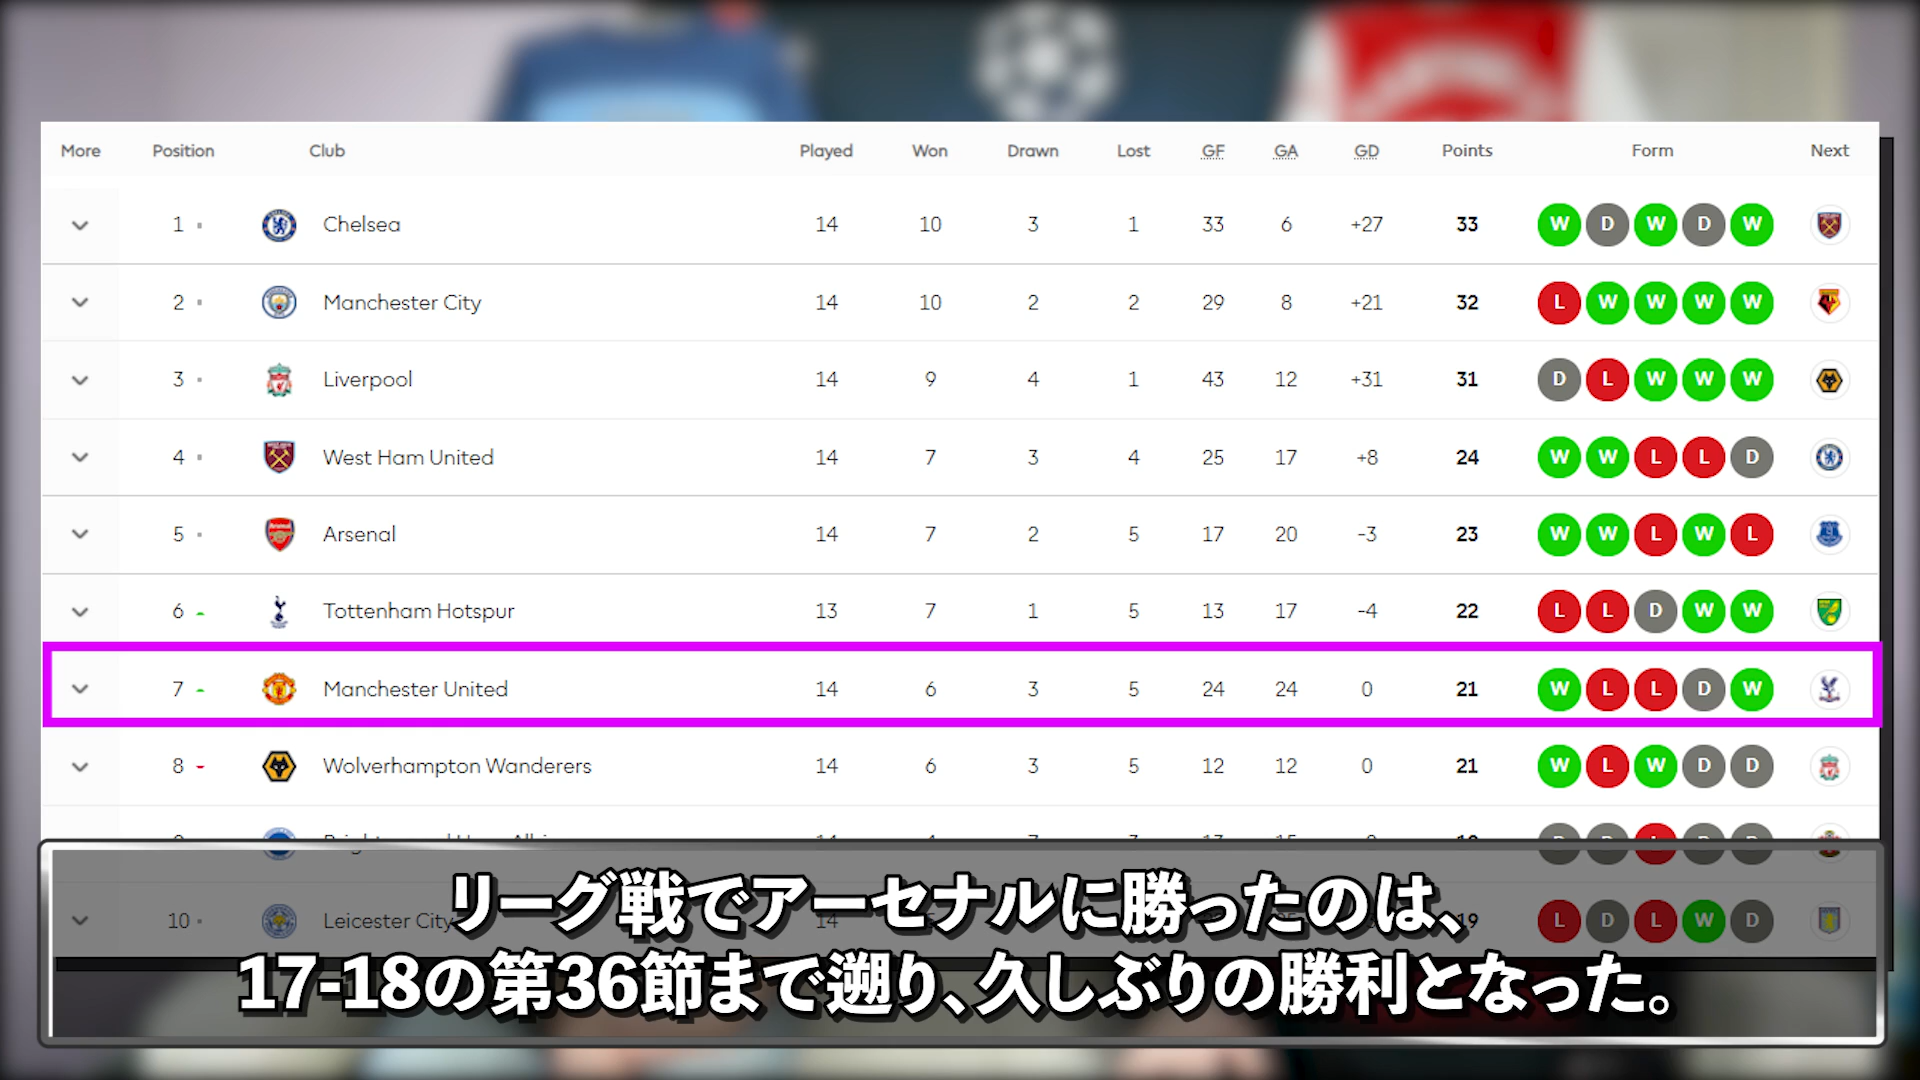 More Position Club Played Won Drawn Lost GF GA GD Points Form Next
1 Chelsea 14 10 3 1 33 6 +27 33 W D W D W
2 Manchester City 14 10 2 2 29 8 +21 32 L W W W W
3 Liverpool 14 9 4 1 43 12 +31 31 D L W W W
4 West Ham United 14 7 3 4 25 17 +8 24 W W L L D
5 Arsenal 14 7 2 5 17 20 -3 23 W W L W L
6 Tottenham Hotspur 13 7 1 5 13 17 -4 22 L L D W W
7 Manchester United 14 6 3 5 24 24 0 21 W L L D W
8 Wolverhampton Wanderers 14 6 3 5 12 12 0 21 W L W D D
10 Leicester City 14 19 L D L W D
リーグ戦でアーセナルに勝ったのは、
17-18の第36節まで遡り、久しぶりの勝利となった。